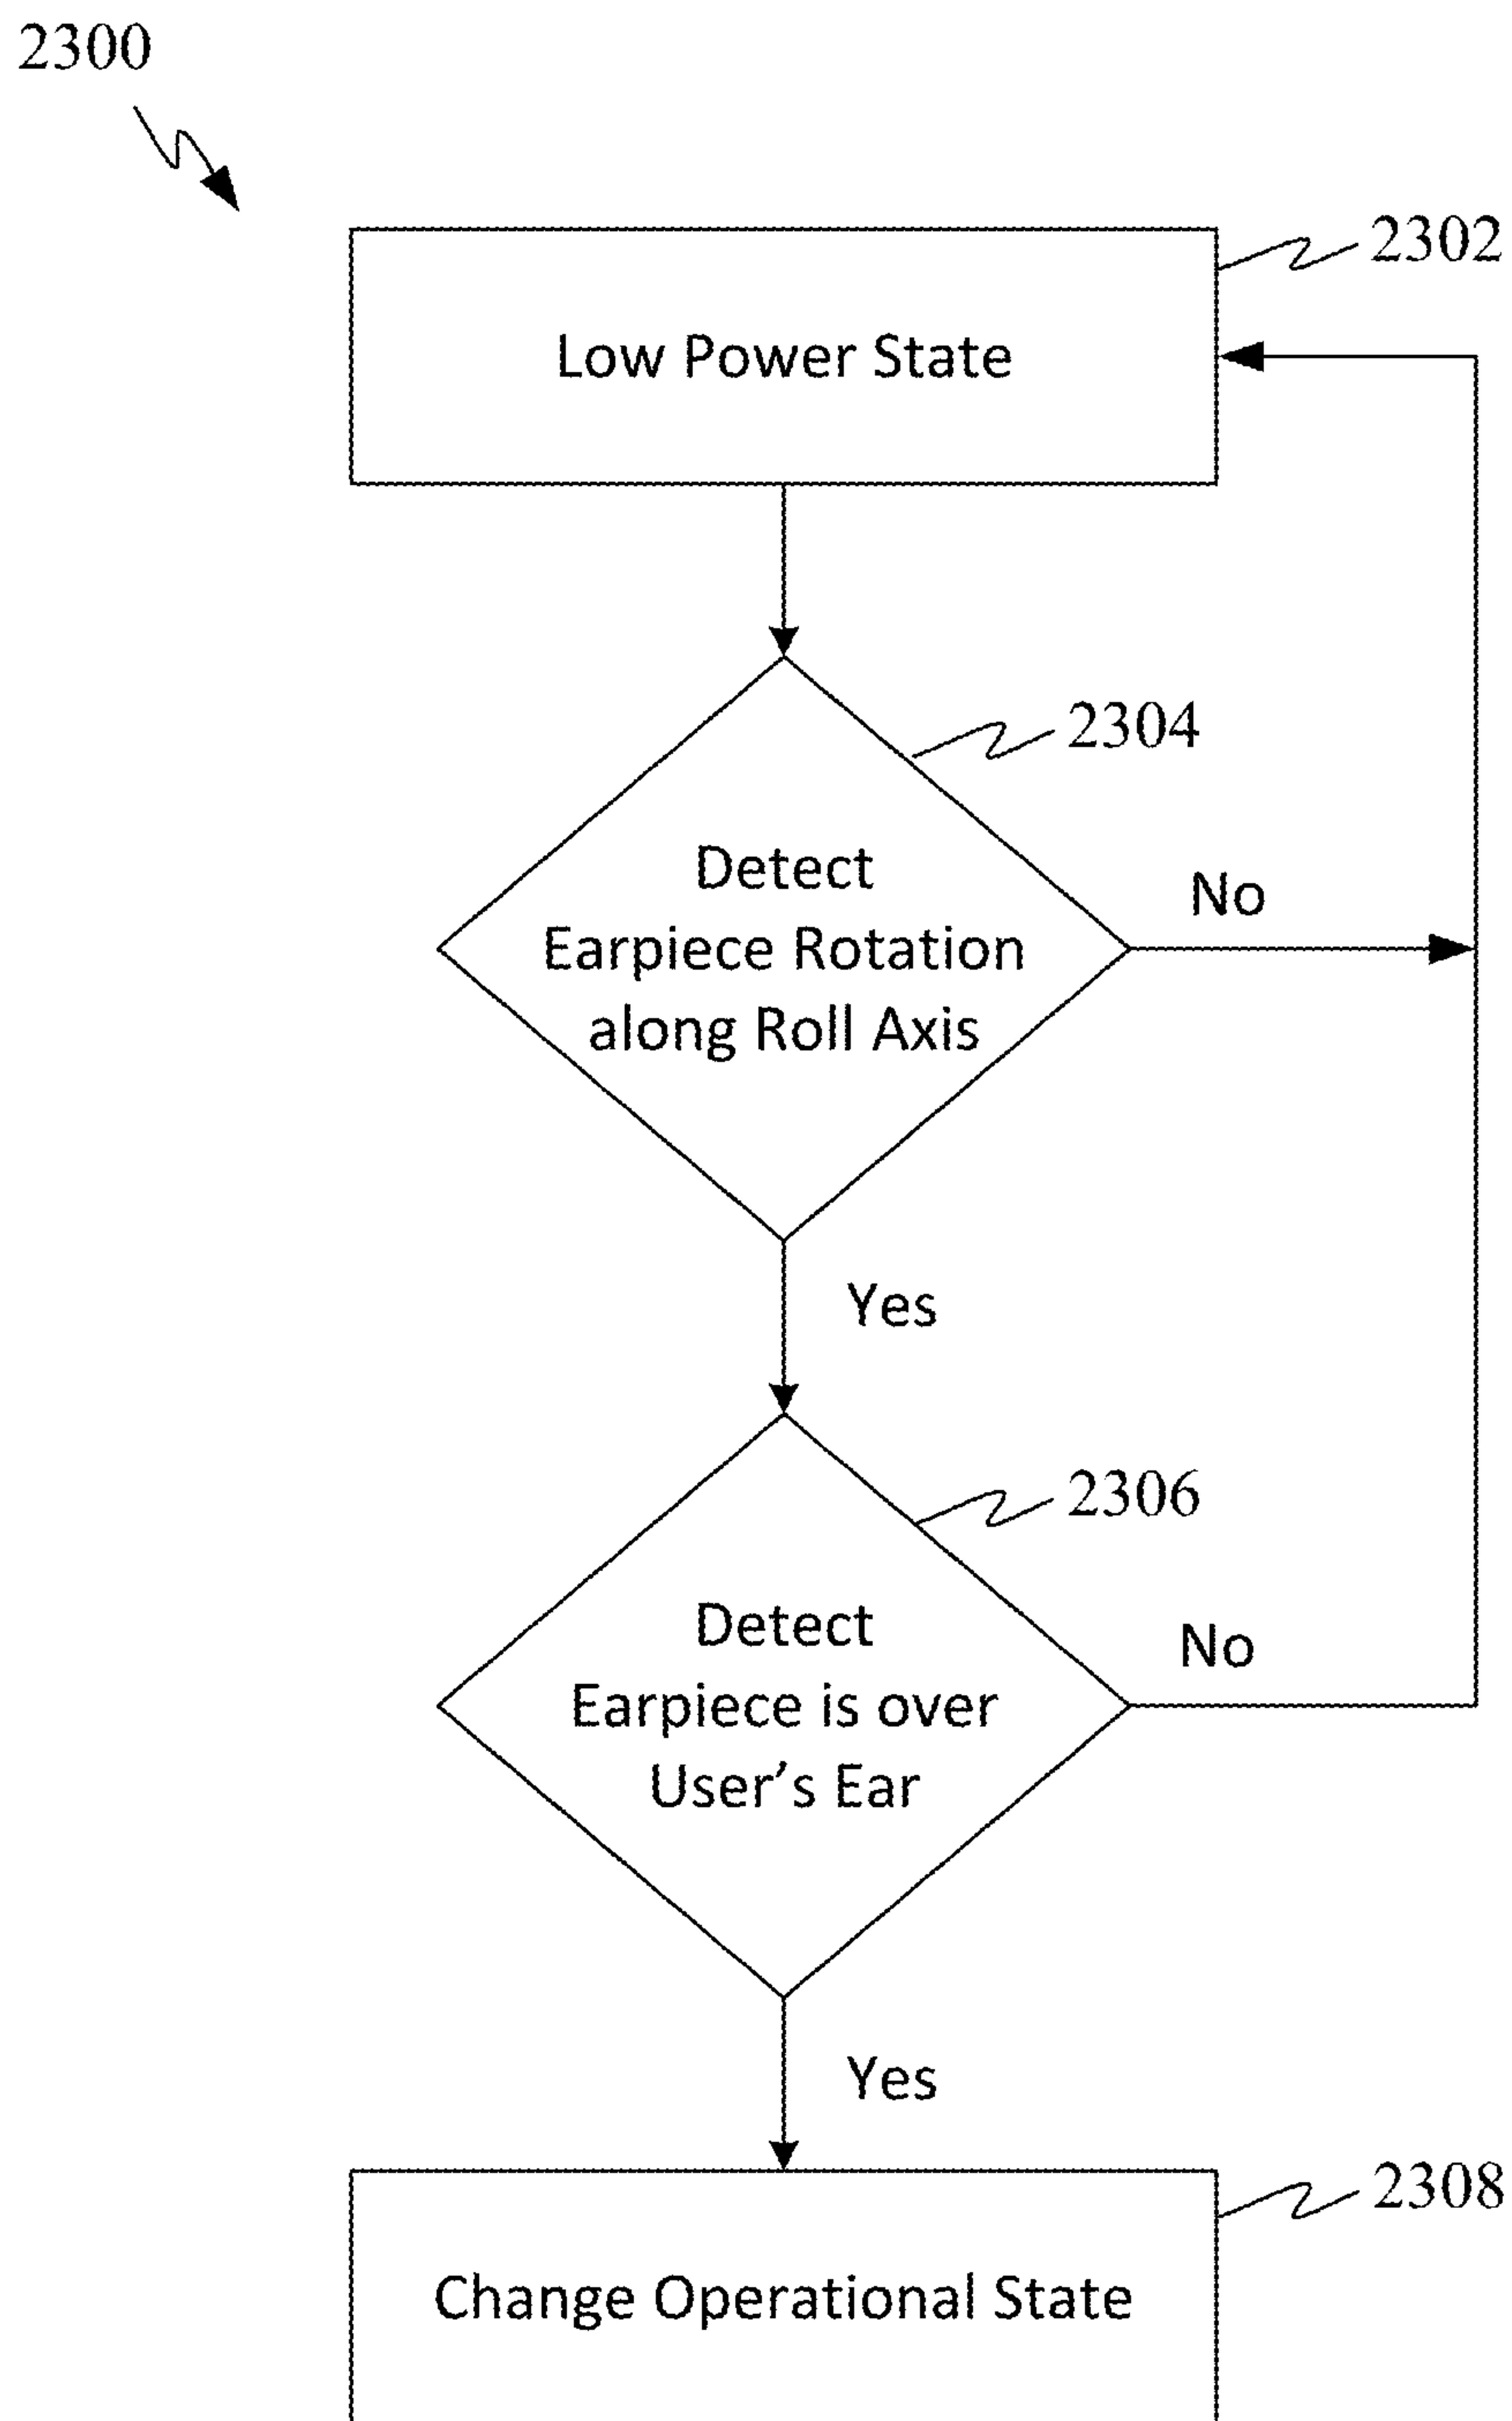 2300
2302
Low Power State
2304
Detect
Earpiece Rotation
along Roll Axis
No
Yes
2306
Detect
Earpiece is over
User’s Ear
No
Yes
2308
Change Operational State